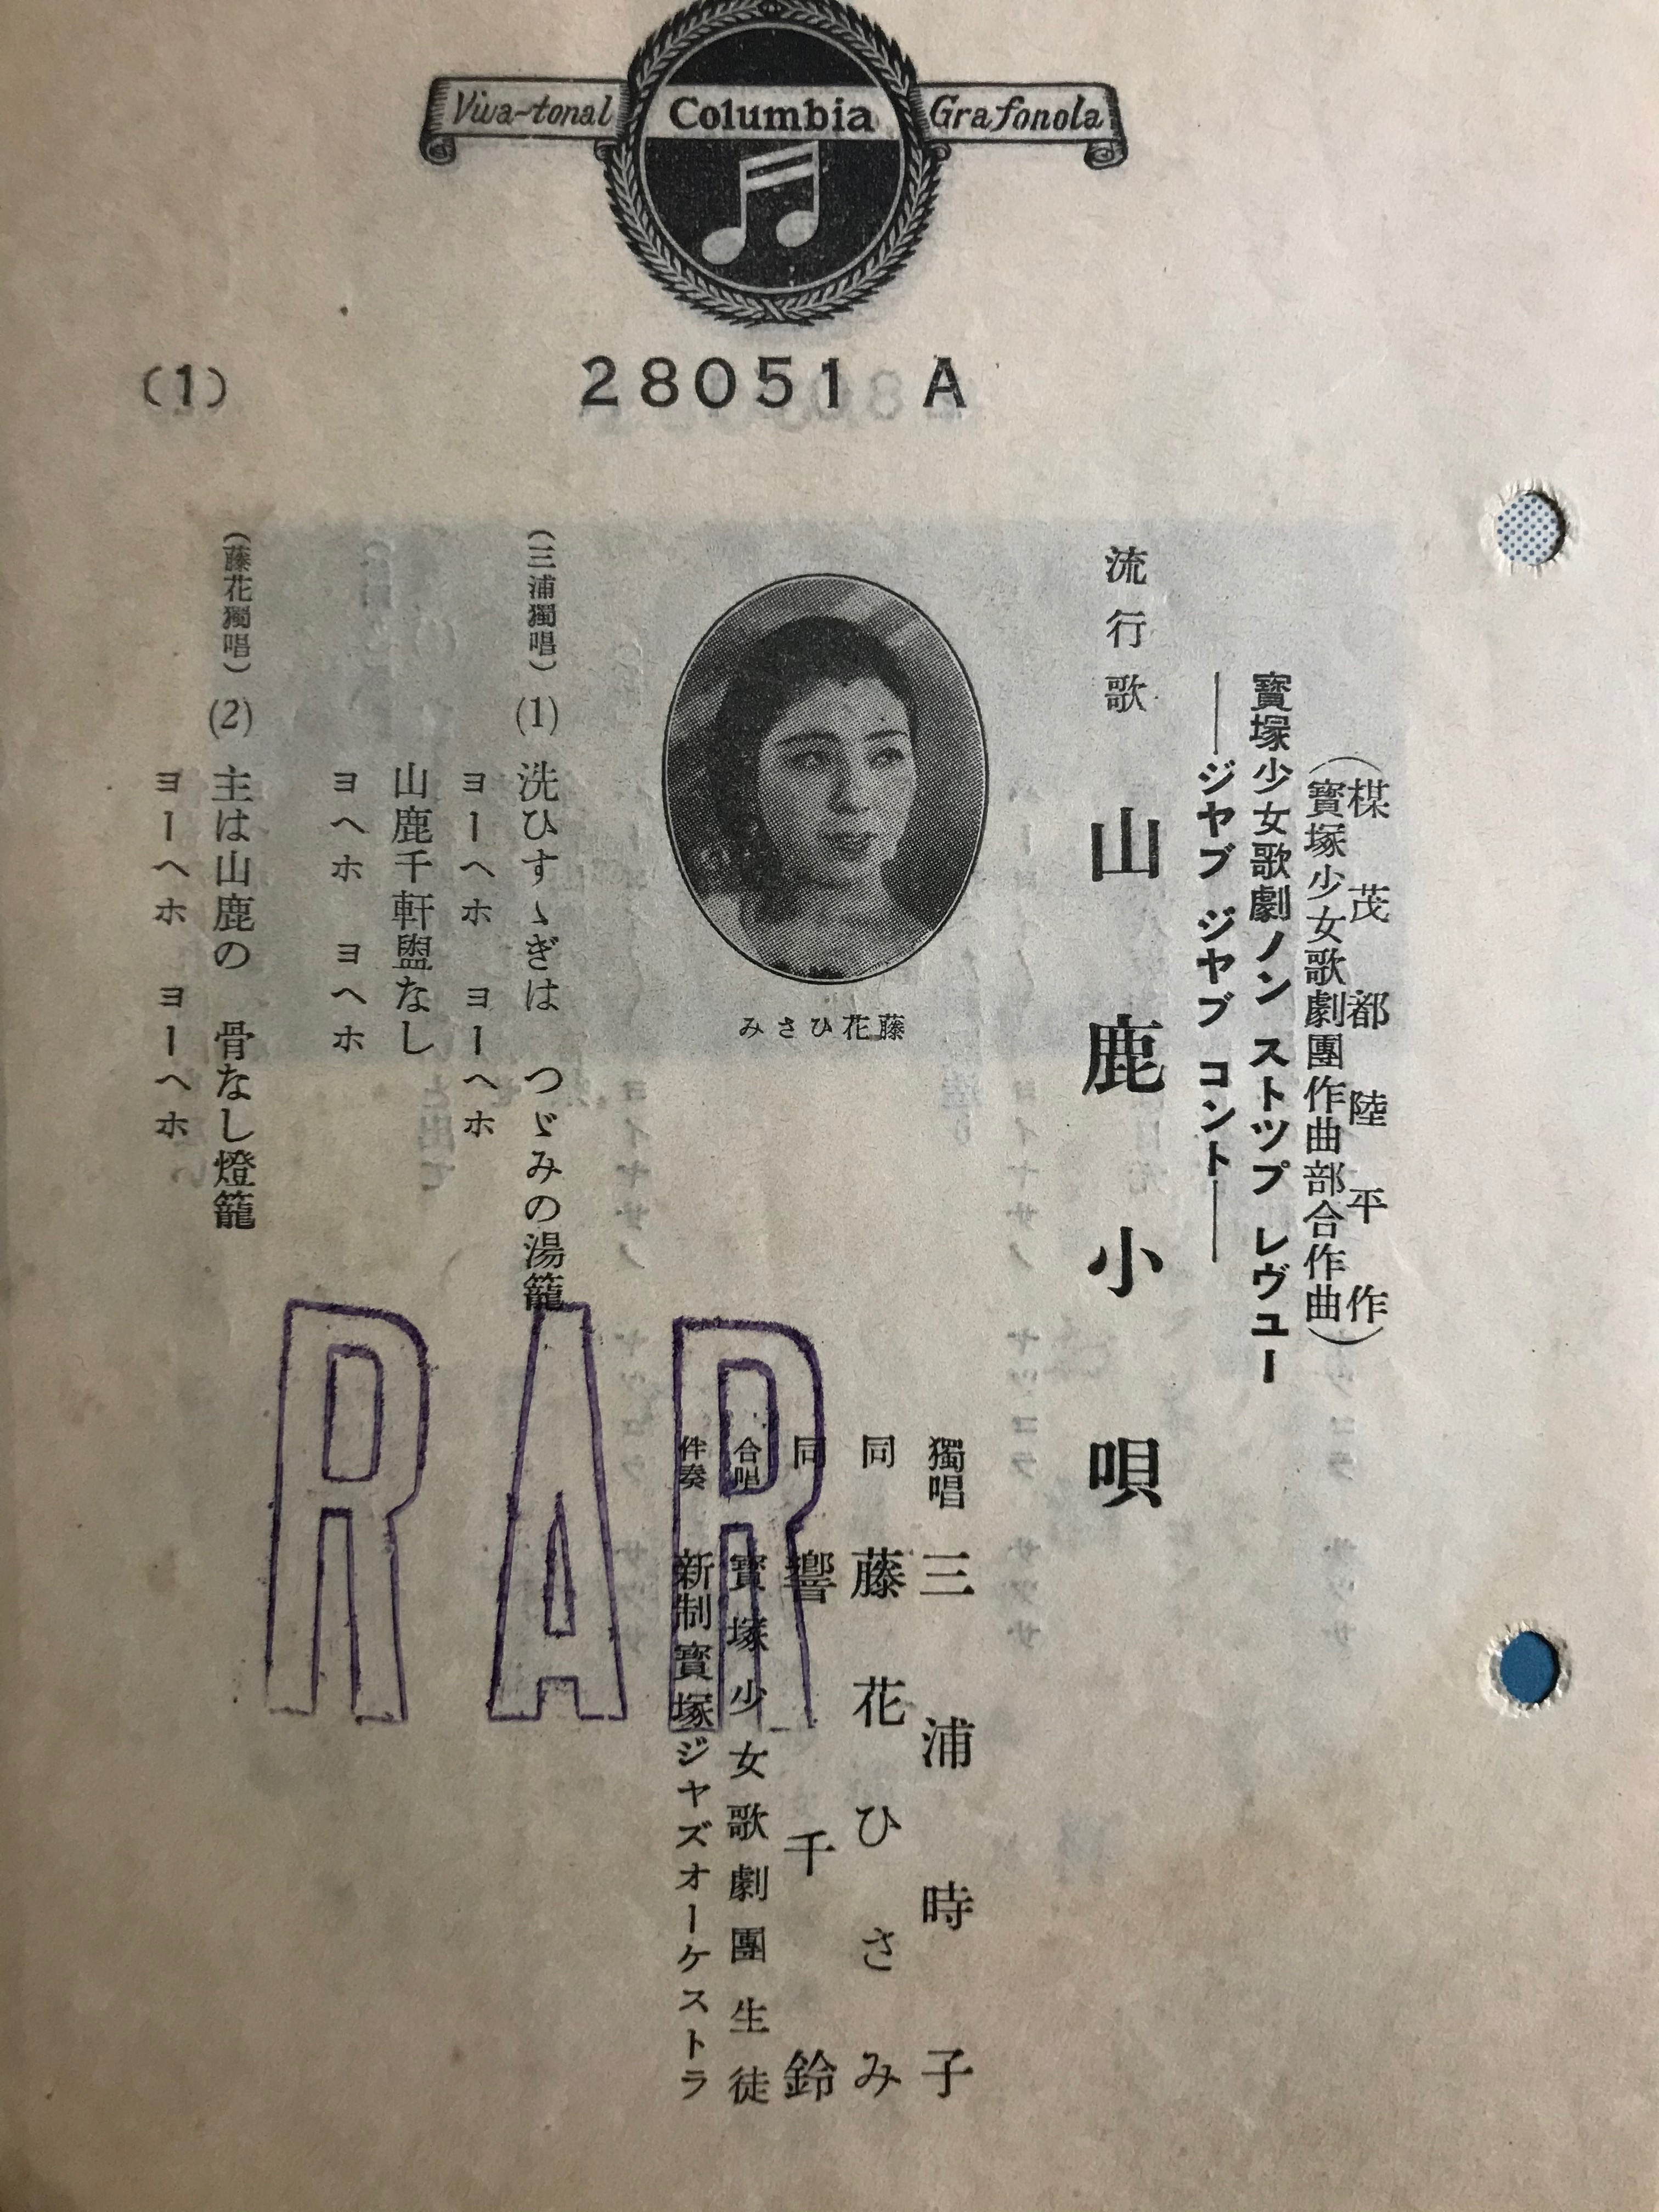 Viva-tonal Columbia Grafonola
28051 A
(1)
(楳茂都陸平作
寶塚少女歌劇團作曲部合作曲)
寶塚少女歌劇ノン ストツプ レヴユー
──ジヤブ ジヤブ コント──
流行歌 山鹿小唄
獨唱 三浦時子
同 藤花ひさみ
同 響千鈴
合唱 寶塚少女歌劇團生徒
伴奏 新制寶塚ジヤズオーケストラ
みさひ花藤
(三浦獨唱) (1) 洗ひすゝぎは つゞみの湯籠
ヨーヘホ ヨーヘホ
山鹿千軒盥なし
ヨヘホ ヨヘホ
(藤花獨唱) (2) 主は山鹿の 骨なし燈籠
ヨーヘホ ヨーヘホ
RAR